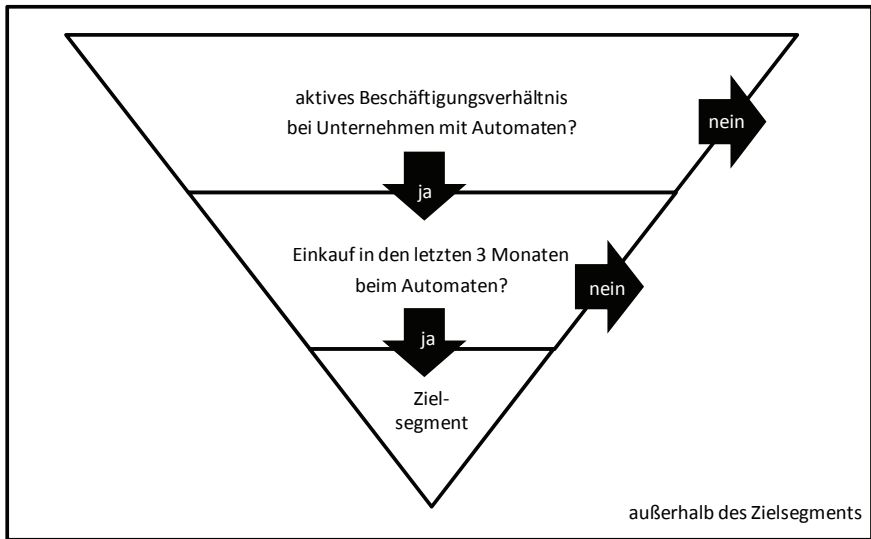 aktives Beschäftigungsverhältnis
bei Unternehmen mit Automaten?
nein
ja
Einkauf in den letzten 3 Monaten
beim Automaten?
nein
ja
Ziel-
segment
außerhalb des Zielsegments